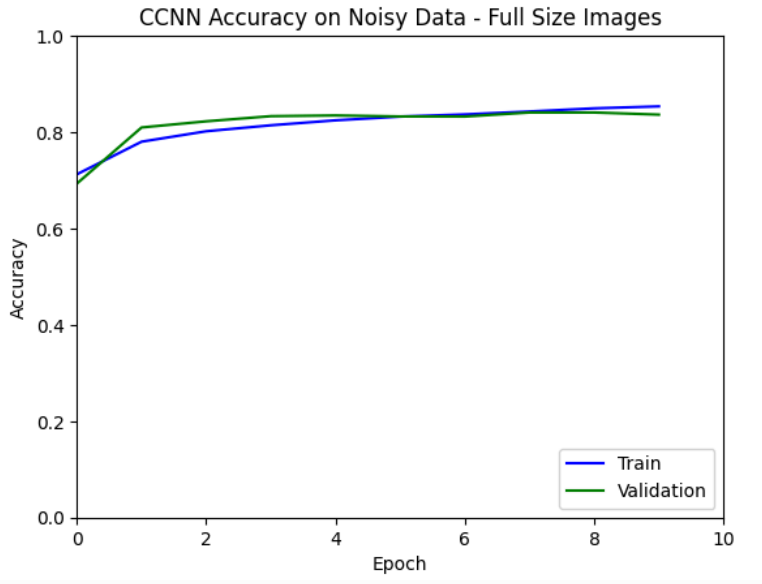 CCNN Accuracy on Noisy Data - Full Size Images
1.0
0.8
0.6
0.4
0.2
0.0
Accuracy
Train
Validation
0 2 4 6 8 10
Epoch